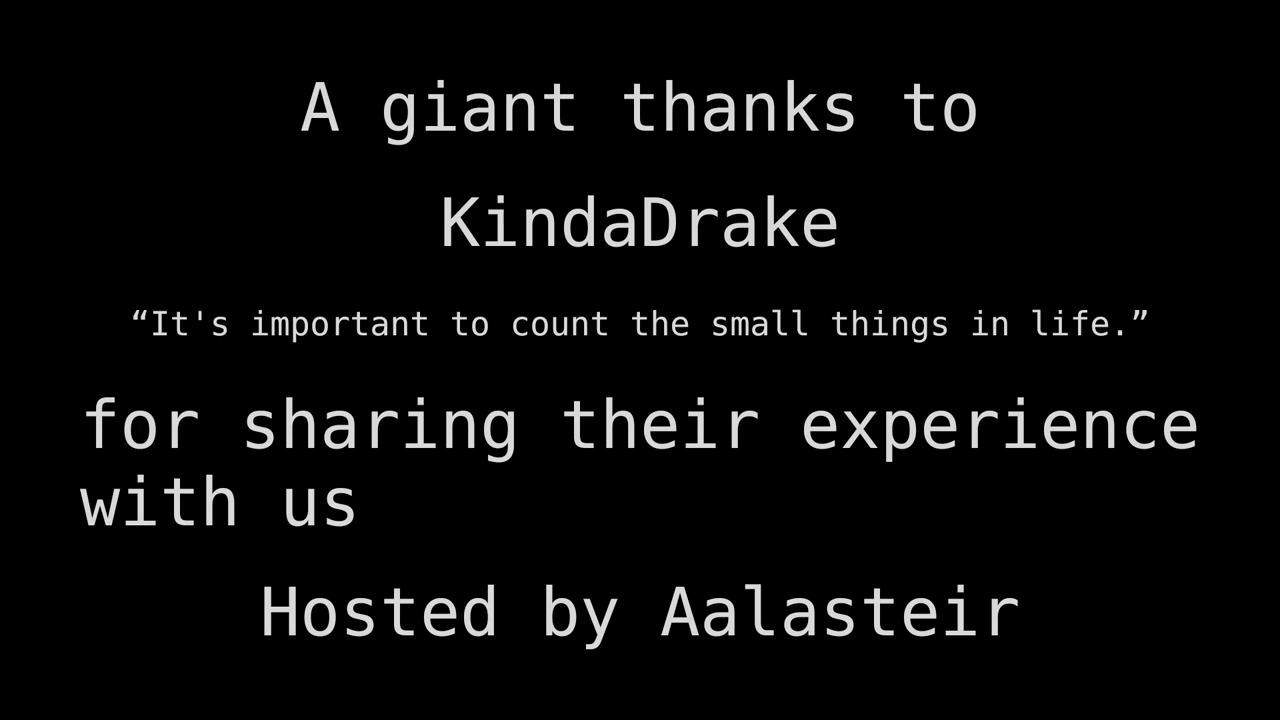 A giant thanks to
KindaDrake
“It's important to count the small things in life.”
for sharing their experience
with us
Hosted by Aalasteir